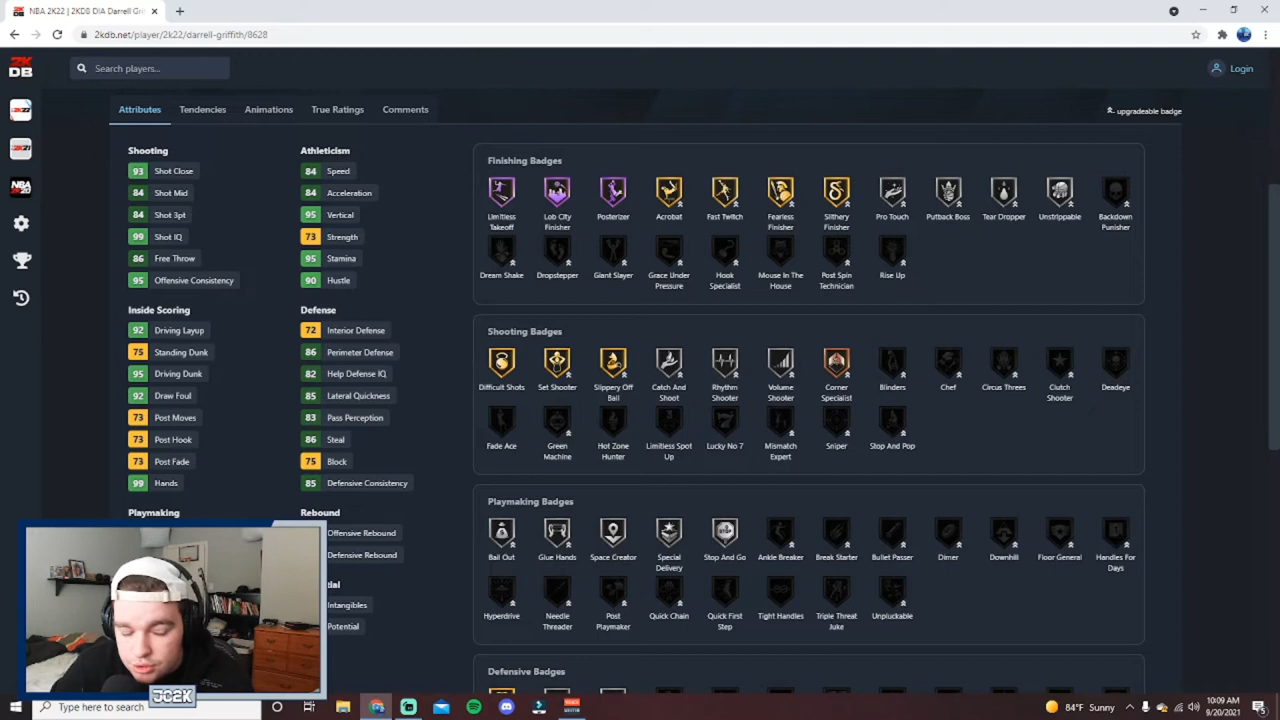 NBA 2K22 | 2KDB DIA Darrell Grif
2kdb.net/player/2k22/darrell-griffith/8628
2K DB
Search players...
Login
Attributes Tendencies Animations True Ratings Comments
upgradeable badge
Shooting
93 Shot Close
84 Shot Mid
84 Shot 3pt
99 Shot IQ
86 Free Throw
95 Offensive Consistency
Inside Scoring
92 Driving Layup
75 Standing Dunk
95 Driving Dunk
92 Draw Foul
73 Post Moves
73 Post Hook
73 Post Fade
99 Hands
Playmaking
Athleticism
84 Speed
84 Acceleration
95 Vertical
73 Strength
95 Stamina
90 Hustle
Defense
72 Interior Defense
86 Perimeter Defense
82 Help Defense IQ
85 Lateral Quickness
83 Pass Perception
86 Steal
75 Block
85 Defensive Consistency
Rebound
Offensive Rebound
Defensive Rebound
tial
Intangibles
Potential
Finishing Badges
Limitless Takeoff
Lob City Finisher
Posterizer
Acrobat
Fast Twitch
Fearless Finisher
Slithery Finisher
Pro Touch
Putback Boss
Tear Dropper
Unstrippable
Backdown Punisher
Dream Shake
Dropstepper
Giant Slayer
Grace Under Pressure
Hook Specialist
Mouse In The House
Post Spin Technician
Rise Up
Shooting Badges
Difficult Shots
Set Shooter
Slippery Off Ball
Catch And Shoot
Rhythm Shooter
Volume Shooter
Corner Specialist
Blinders
Chef
Circus Threes
Clutch Shooter
Deadeye
Fade Ace
Green Machine
Hot Zone Hunter
Limitless Spot Up
Lucky No 7
Mismatch Expert
Sniper
Stop And Pop
Playmaking Badges
Bail Out
Glue Hands
Space Creator
Special Delivery
Stop And Go
Ankle Breaker
Break Starter
Bullet Passer
Dimer
Downhill
Floor General
Handles For Days
Hyperdrive
Needle Threader
Post Playmaker
Quick Chain
Quick First Step
Tight Handles
Triple Threat Juke
Unpluckable
Defensive Badges
JC2K
Type here to search
84°F Sunny
10:09 AM
9/20/2021